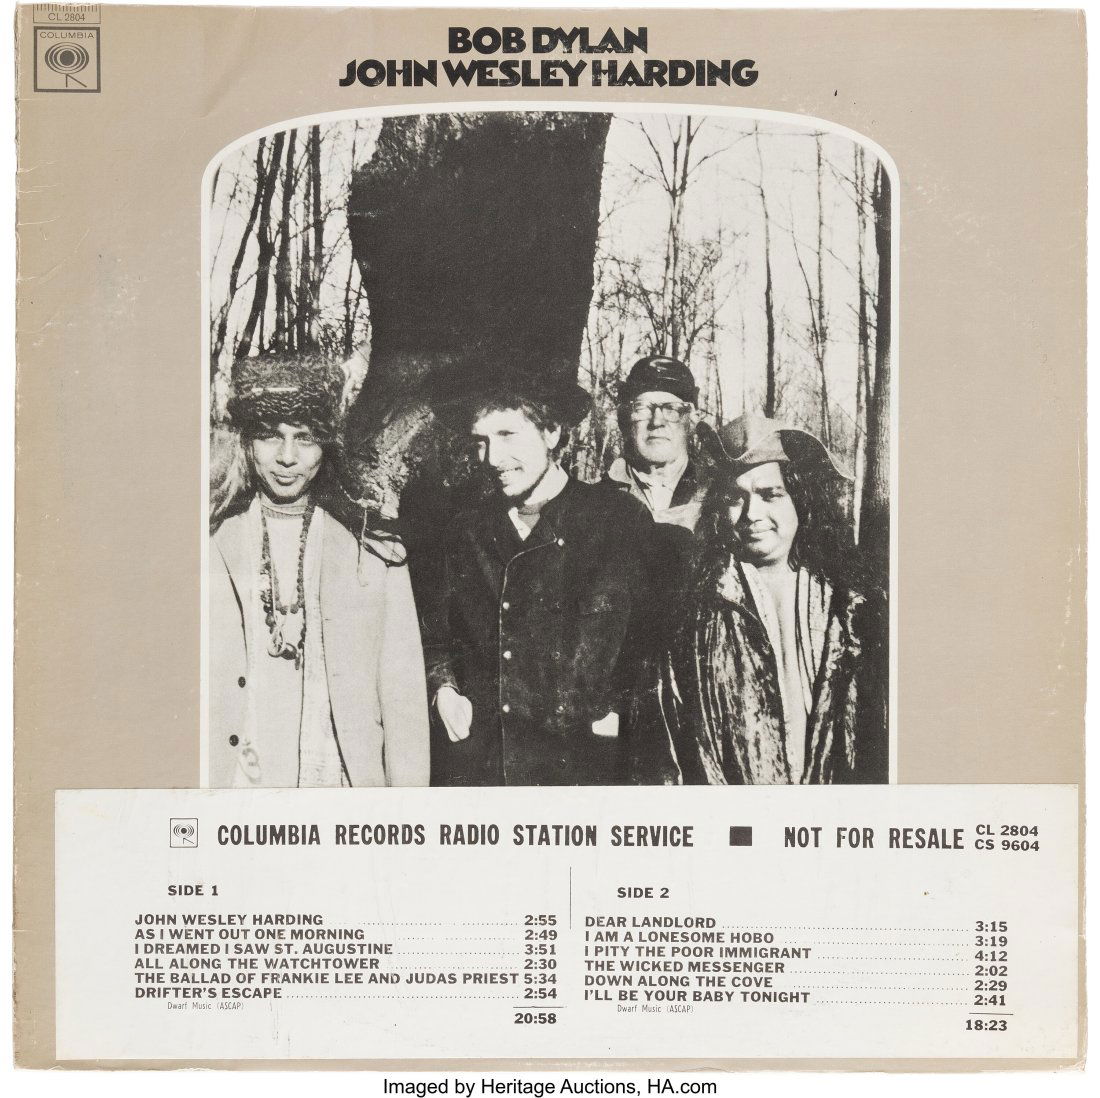 CL 2804
COLUMBIA
BOB DYLAN
JOHN WESLEY HARDING
COLUMBIA RECORDS RADIO STATION SERVICE ■ NOT FOR RESALE CL 2804
CS 9604
SIDE 1
JOHN WESLEY HARDING 2:55
AS I WENT OUT ONE MORNING 2:49
I DREAMED I SAW ST. AUGUSTINE 3:51
ALL ALONG THE WATCHTOWER 2:30
THE BALLAD OF FRANKIE LEE AND JUDAS PRIEST 5:34
DRIFTER'S ESCAPE 2:54
Dwarf Music (ASCAP)
20:58
SIDE 2
DEAR LANDLORD 3:15
I AM A LONESOME HOBO 3:19
I PITY THE POOR IMMIGRANT 4:12
THE WICKED MESSENGER 2:02
DOWN ALONG THE COVE 2:29
I'LL BE YOUR BABY TONIGHT 2:41
Dwarf Music (ASCAP)
18:23
Imaged by Heritage Auctions, HA.com